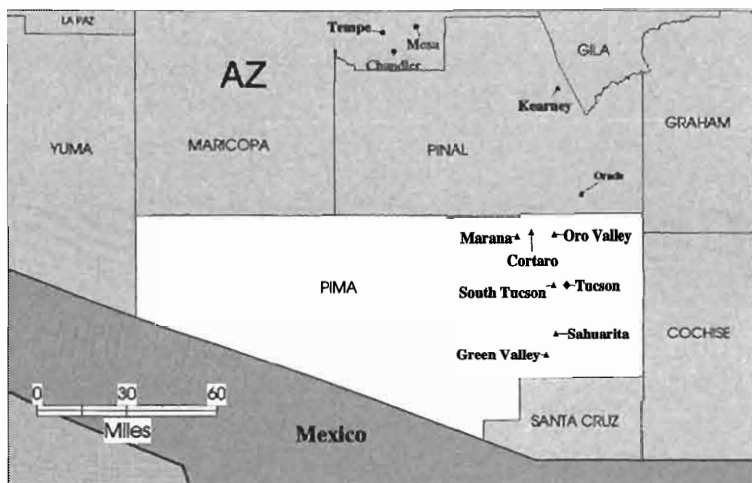 LA PAZ
Tempe
Mesa
Chandler
AZ
GILA
Kearney
GRAHAM
YUMA
MARICOPA
PINAL
Oracle
Marana
Oro Valley
Cortaro
PIMA
South Tucson
Tucson
Sahuarita
COCHISE
Green Valley
0 30 60
Miles
SANTA CRUZ
Mexico